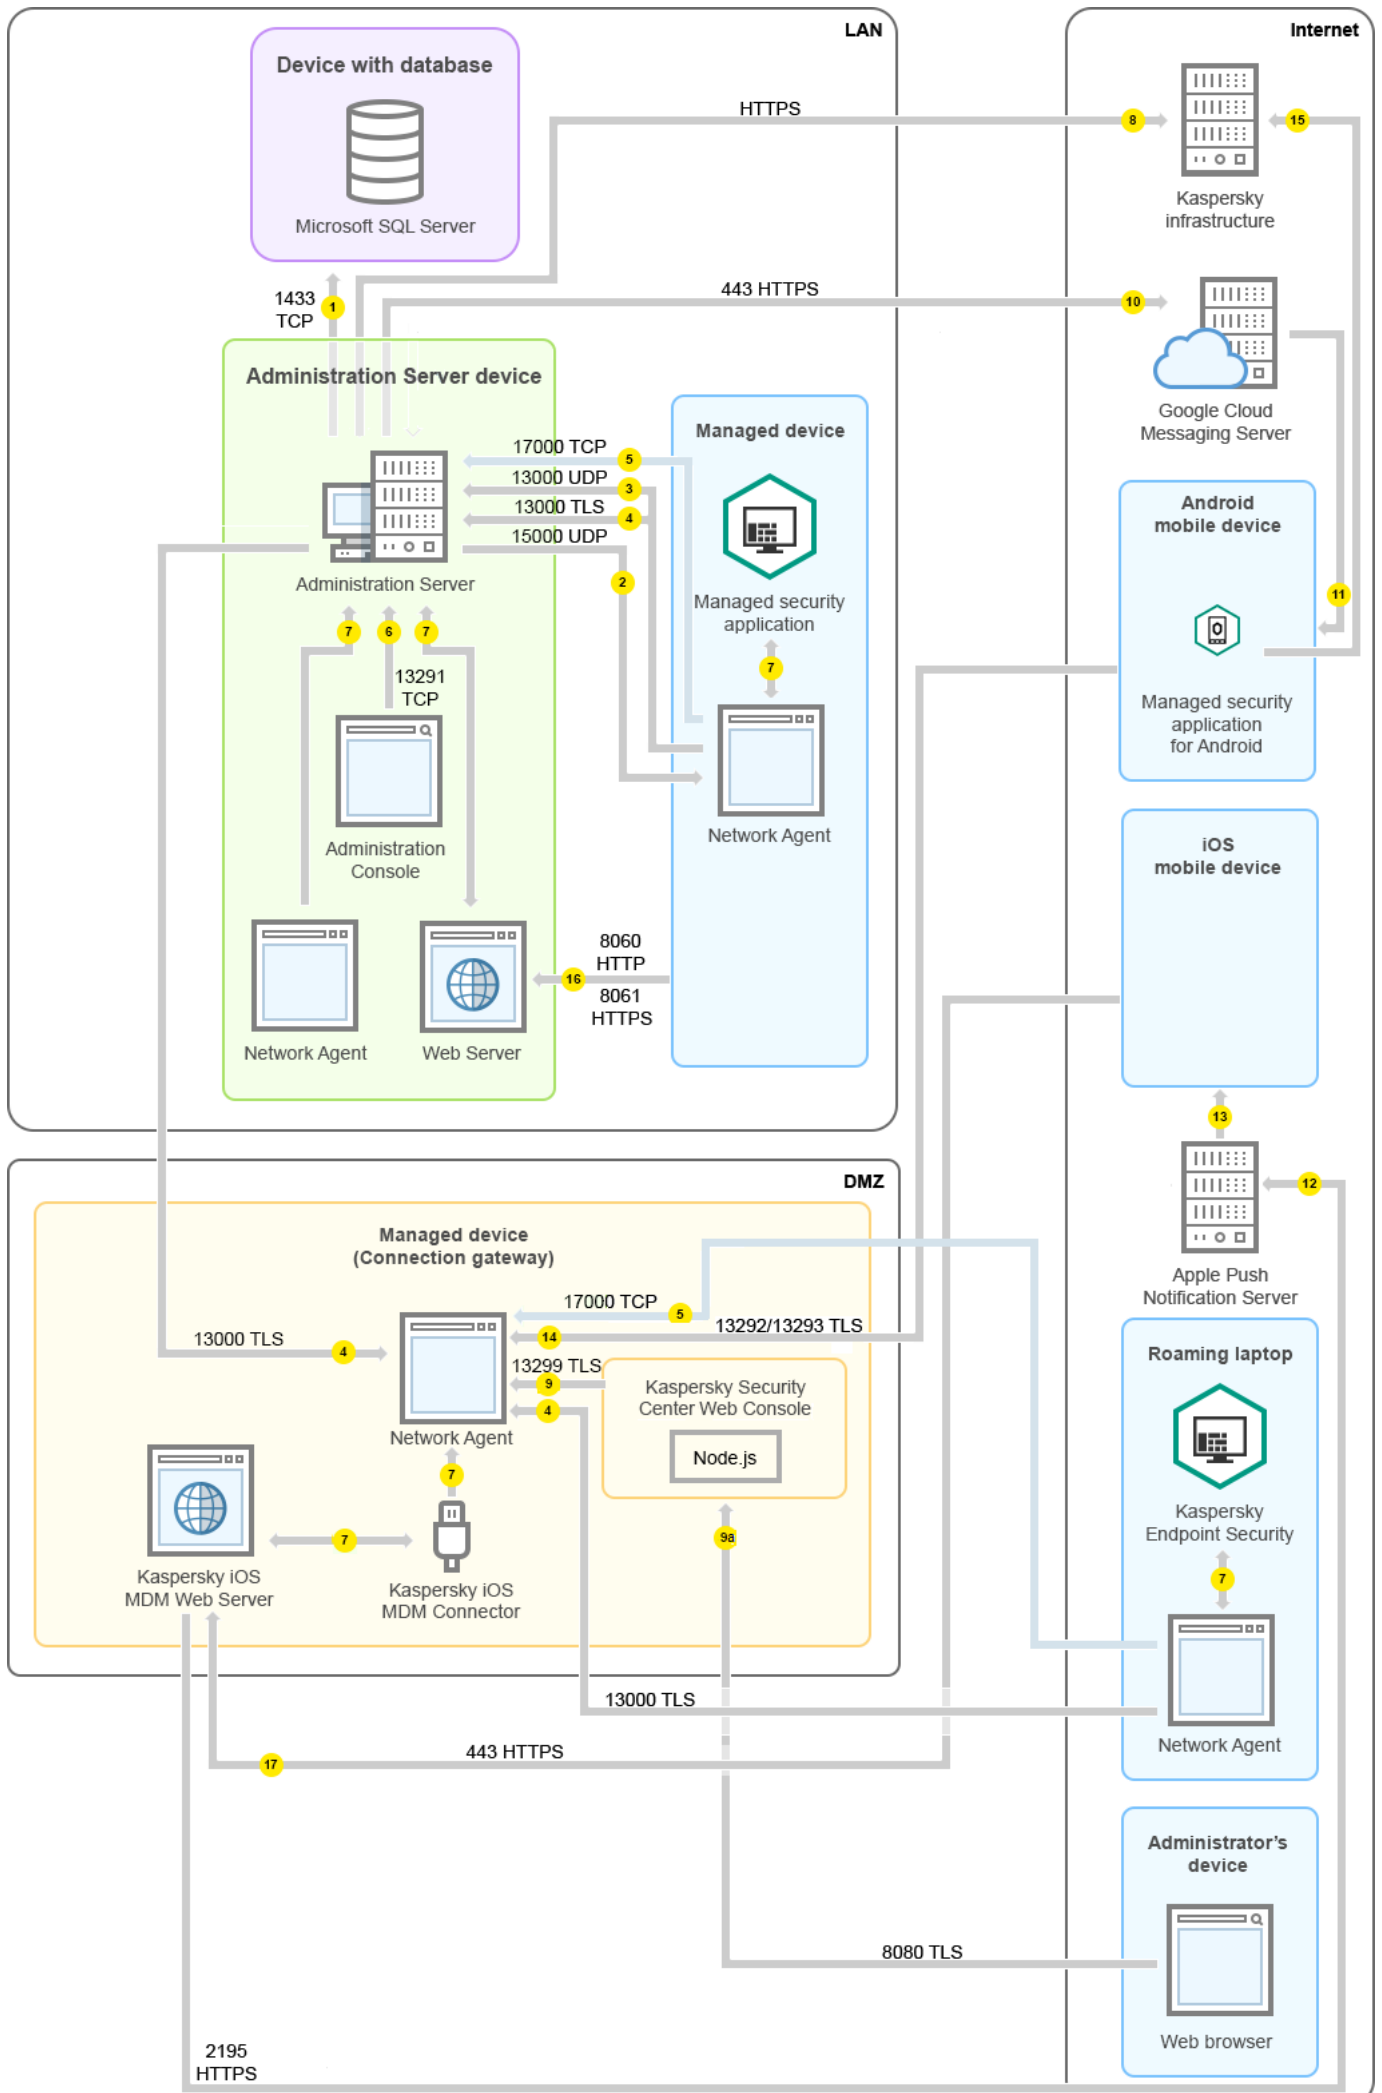 LAN
Internet
Device with database
Microsoft SQL Server
HTTPS
8
15
Kaspersky
infrastructure
1433
TCP
1
443 HTTPS
10
Google Cloud
Messaging Server
Administration Server device
Administration Server
17000 TCP
5
13000 UDP
3
13000 TLS
4
15000 UDP
2
Managed device
Managed security
application
7
Network Agent
7
6
7
13291
TCP
Administration
Console
Network Agent
Web Server
8060
HTTP
16
8061
HTTPS
Android
mobile device
11
Managed security
application
for Android
iOS
mobile device
13
12
Apple Push
Notification Server
DMZ
Managed device
(Connection gateway)
17000 TCP
5
13292/13293 TLS
14
13000 TLS
4
13299 TLS
9
4
Network Agent
Kaspersky Security
Center Web Console
Node.js
9a
7
7
Kaspersky iOS
MDM Web Server
Kaspersky iOS
MDM Connector
Roaming laptop
Kaspersky
Endpoint Security
7
Network Agent
13000 TLS
443 HTTPS
17
Administrator’s
device
8080 TLS
Web browser
2195
HTTPS